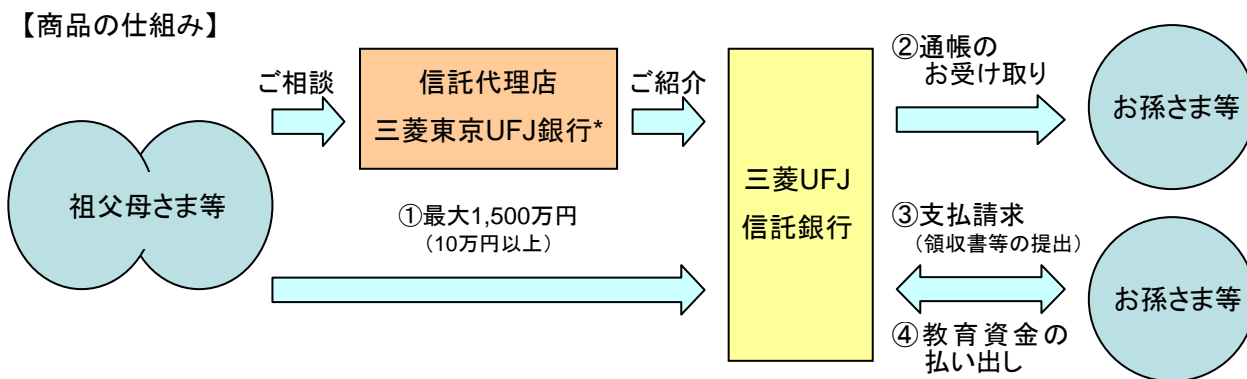 【商品の仕組み】
ご相談
信託代理店
三菱東京UFJ銀行*
ご紹介
②通帳の
お受け取り
お孫さま等
祖父母さま等
①最大1,500万円
（10万円以上）
三菱UFJ
信託銀行
③支払請求
（領収書等の提出）
お孫さま等
④教育資金の
払い出し